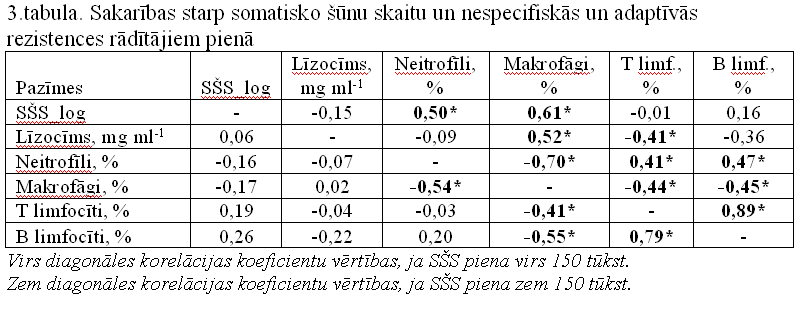 3.tabula. Sakarības starp somatisko šūnu skaitu un nespecifiskās un adaptīvās
rezistences rādītājiem pienā
Pazīmes SŠS_log Līzocīms, mg ml-1 Neitrofīli, % Makrofāgi, % T limf., % B limf., %
SŠS_log - -0,15 0,50* 0,61* -0,01 0,16
Līzocīms, mg ml-1 0,06 - -0,09 0,52* -0,41* -0,36
Neitrofīli, % -0,16 -0,07 - -0,70* 0,41* 0,47*
Makrofāgi, % -0,17 0,02 -0,54* - -0,44* -0,45*
T limfocīti, % 0,19 -0,04 -0,03 -0,41* - 0,89*
B limfocīti, % 0,26 -0,22 0,20 -0,55* 0,79* -
Virs diagonāles korelācijas koeficientu vērtības, ja SŠS piena virs 150 tūkst.
Zem diagonāles korelācijas koeficientu vērtības, ja SŠS piena zem 150 tūkst.